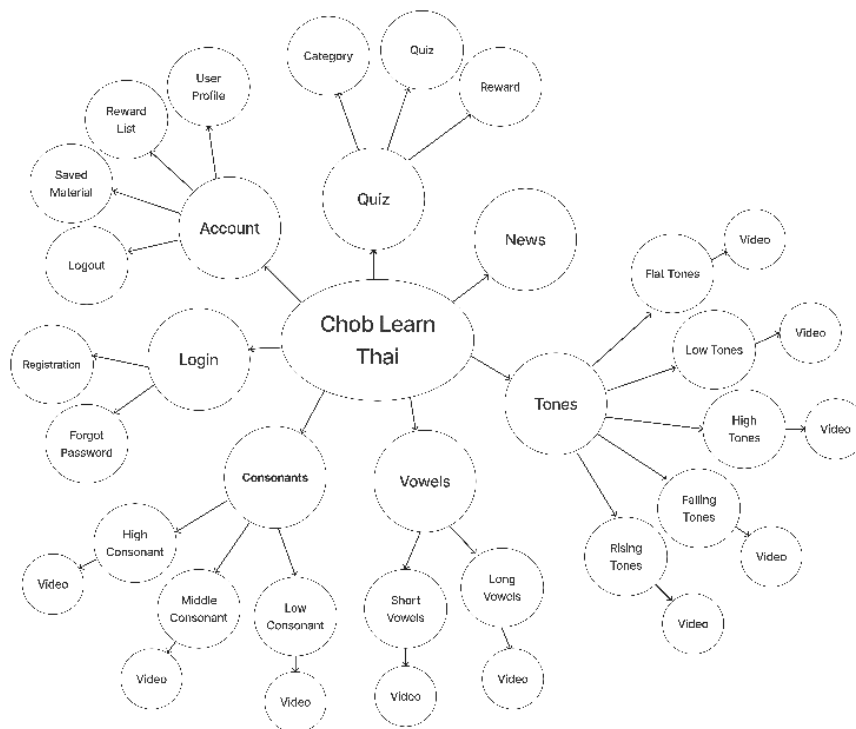 Category
Quiz
Reward
User
Profile
Reward
List
Saved
Material
Logout
Account
Quiz
News
Chob Learn
Thai
Login
Registration
Forgot
Password
Tones
Flat Tones
Video
Low Tones
Video
High
Tones
Video
Falling
Tones
Video
Rising
Tones
Video
Consonants
High
Consonant
Video
Middle
Consonant
Video
Low
Consonant
Video
Vowels
Short
Vowels
Video
Long
Vowels
Video